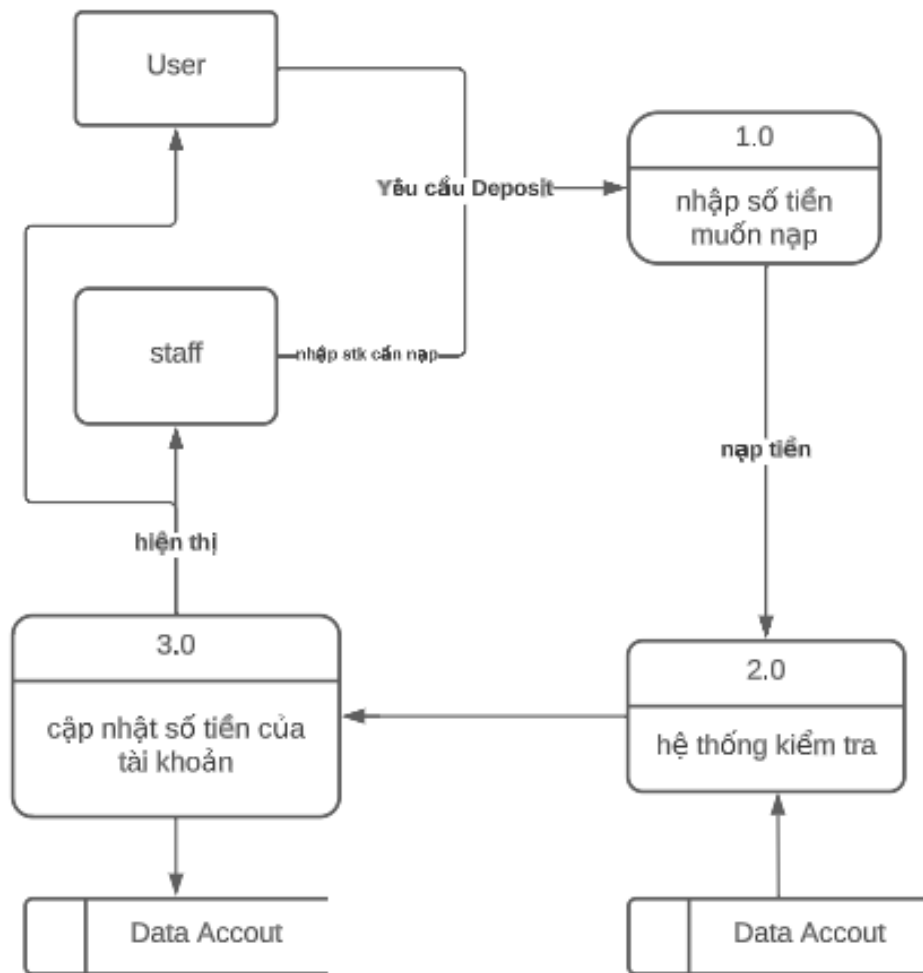 User
1.0
Yêu cầu Deposit
nhập số tiền
muốn nạp
staff
nhập stk cần nạp
nạp tiền
hiện thị
3.0
2.0
cập nhật số tiền của
tài khoản
hệ thống kiểm tra
Data Accout
Data Accout